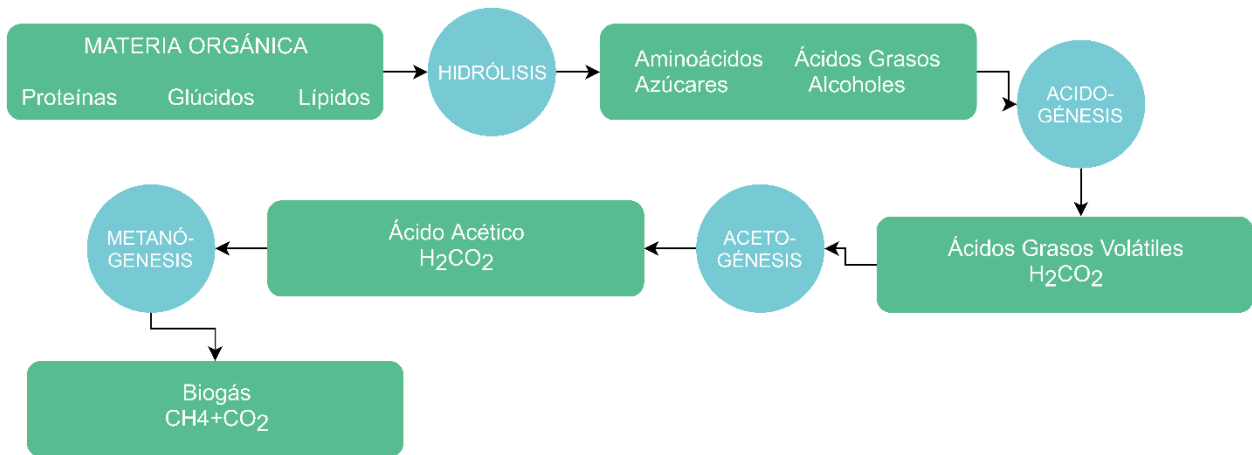 MATERIA ORGÁNICA
Proteínas Glúcidos Lípidos
HIDRÓLISIS
Aminoácidos Ácidos Grasos
Azúcares Alcoholes
ACIDO-
GÉNESIS
Ácidos Grasos Volátiles
H₂CO₂
ACETO-
GÉNESIS
Ácido Acético
H₂CO₂
METANÓ-
GENESIS
Biogás
CH4+CO₂